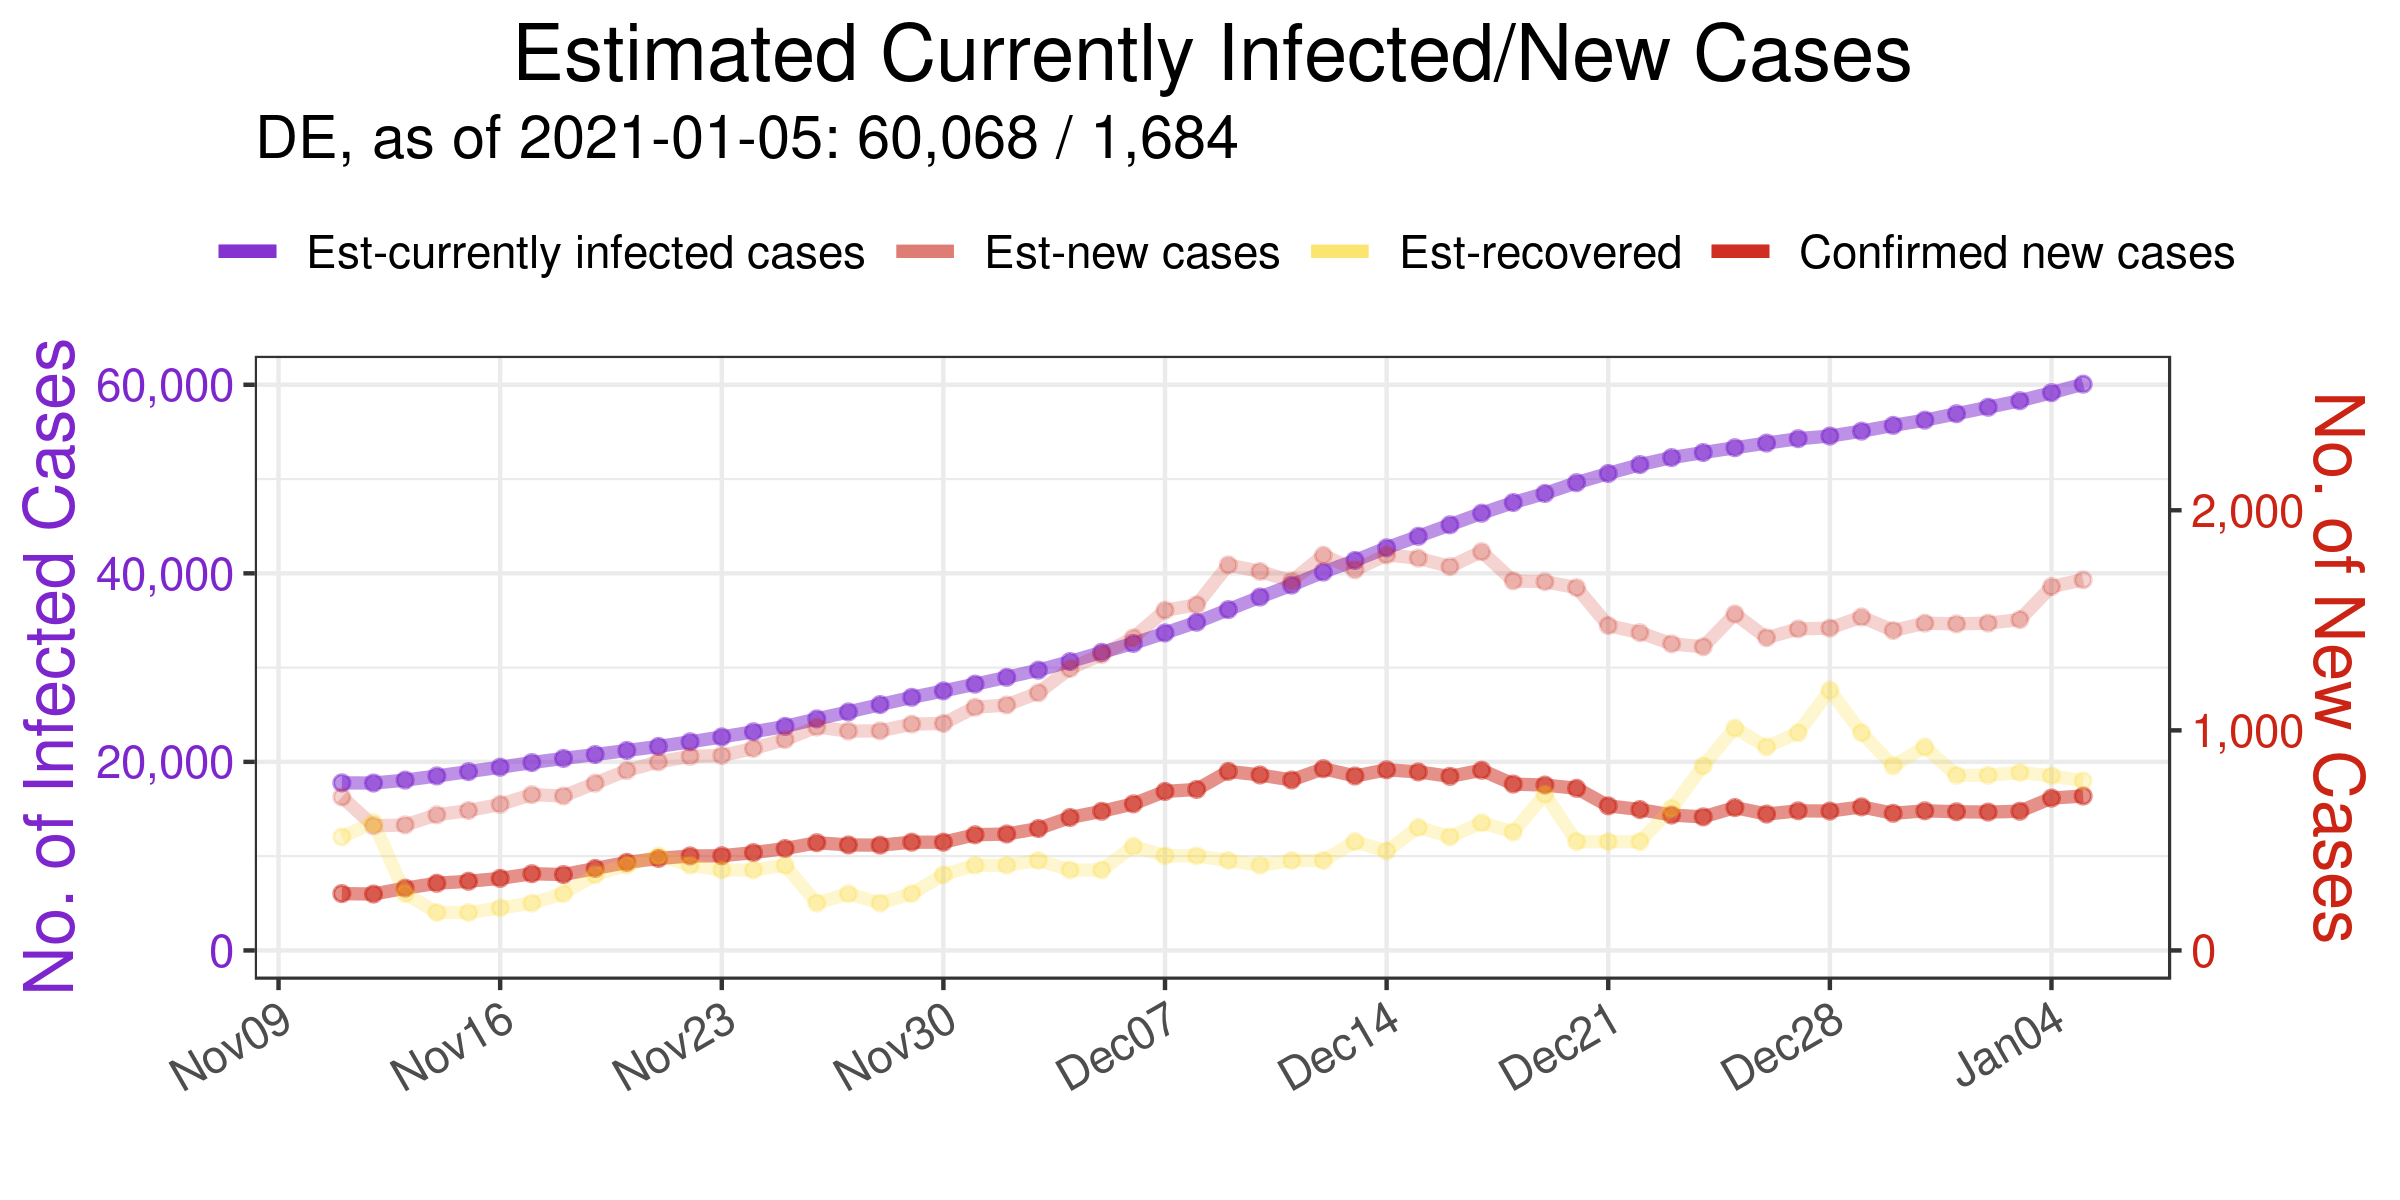 Estimated Currently Infected/New Cases
DE, as of 2021-01-05: 60,068 / 1,684
Est-currently infected cases Est-new cases Est-recovered Confirmed new cases
No. of Infected Cases
60,000
40,000
20,000
0
2,000
1,000
0
No. of New Cases
Nov09 Nov16 Nov23 Nov30 Dec07 Dec14 Dec21 Dec28 Jan04